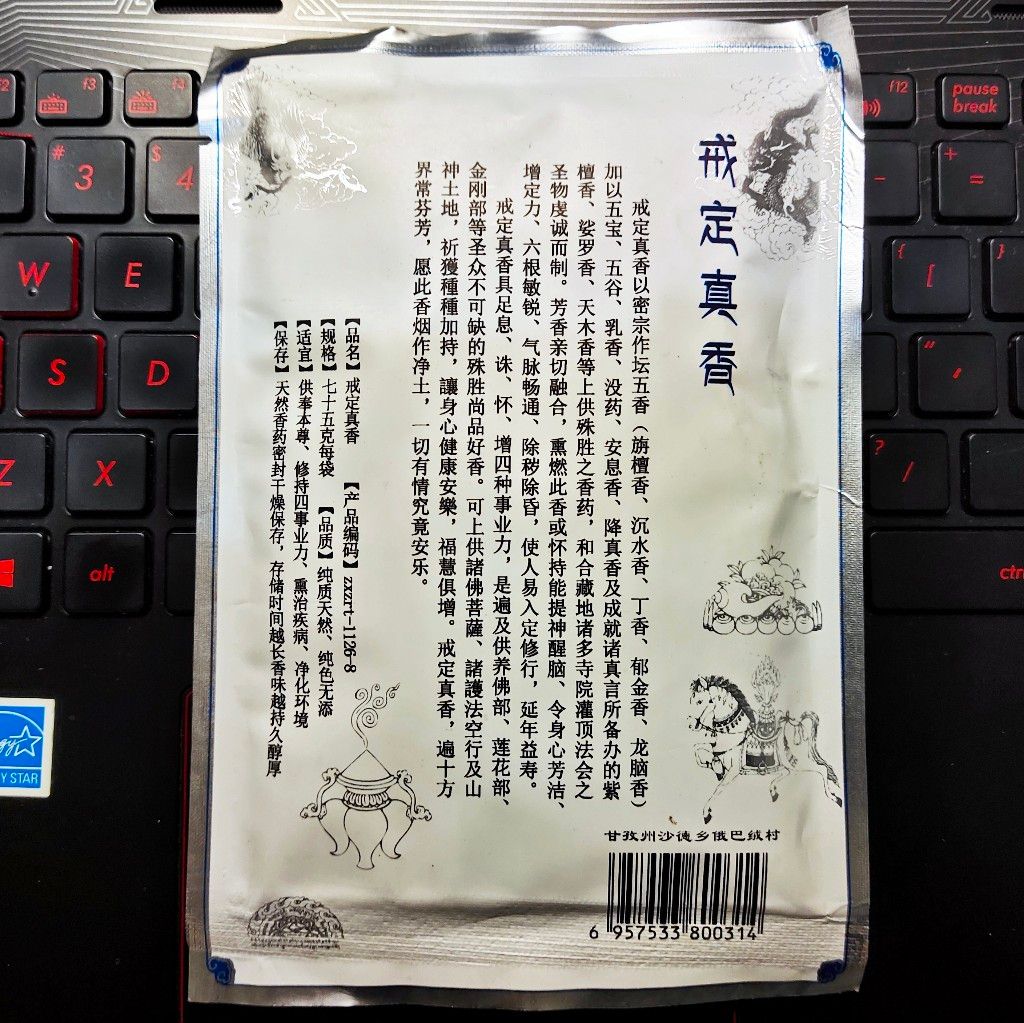 戒定真香
戒定真香以密宗作坛五香（旃檀香、沉水香、丁香、郁金香、龙脑香）
加以五宝、五谷、乳香、没药、安息香、降真香及成就诸真言所备办的紫
檀香、娑罗香、天木香等上供殊胜之香药，和合藏地诸多寺院灌顶法会之
圣物虔诚而制。芳香亲切融合，熏燃此香或怀持能提神醒脑、令身心芳洁、
增定力、六根敏锐、气脉畅通、除秽除昏，使人易入定修行，延年益寿。
戒定真香具足息、诛、怀、增四种事业力，是遍及供养佛部、莲花部、
金刚部等圣众不可缺的殊胜尚品好香。可上供諸佛菩薩、諸護法空行及山
神土地，祈獲種種加持，讓身心健康安樂，福慧俱增。戒定真香，遍十方
界常芬芳，愿此香烟作净土，一切有情究竟安乐。
【品名】戒定真香 【产品编码】zxzrt-1126-8
【规格】七十五克每袋 【品质】纯质天然、纯色无添
【适宜】供奉本尊、修持四事业力、熏治疾病、净化环境
【保存】天然香药密封干燥保存，存储时间越长香味越持久醇厚
甘孜州沙德乡俄巴绒村
6 957533 800314
f2
f3
f4
f12
pause
break
#
3
$
4
-
+
=
W
E
{
[
}
S
D
"
'
Z
X
?
/
alt
ctr
Y STAR